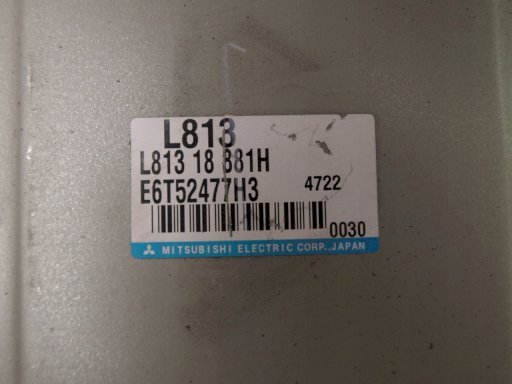 L813
L813 18 881H
E6T52477H3 4722
0030
MITSUBISHI ELECTRIC CORP., JAPAN